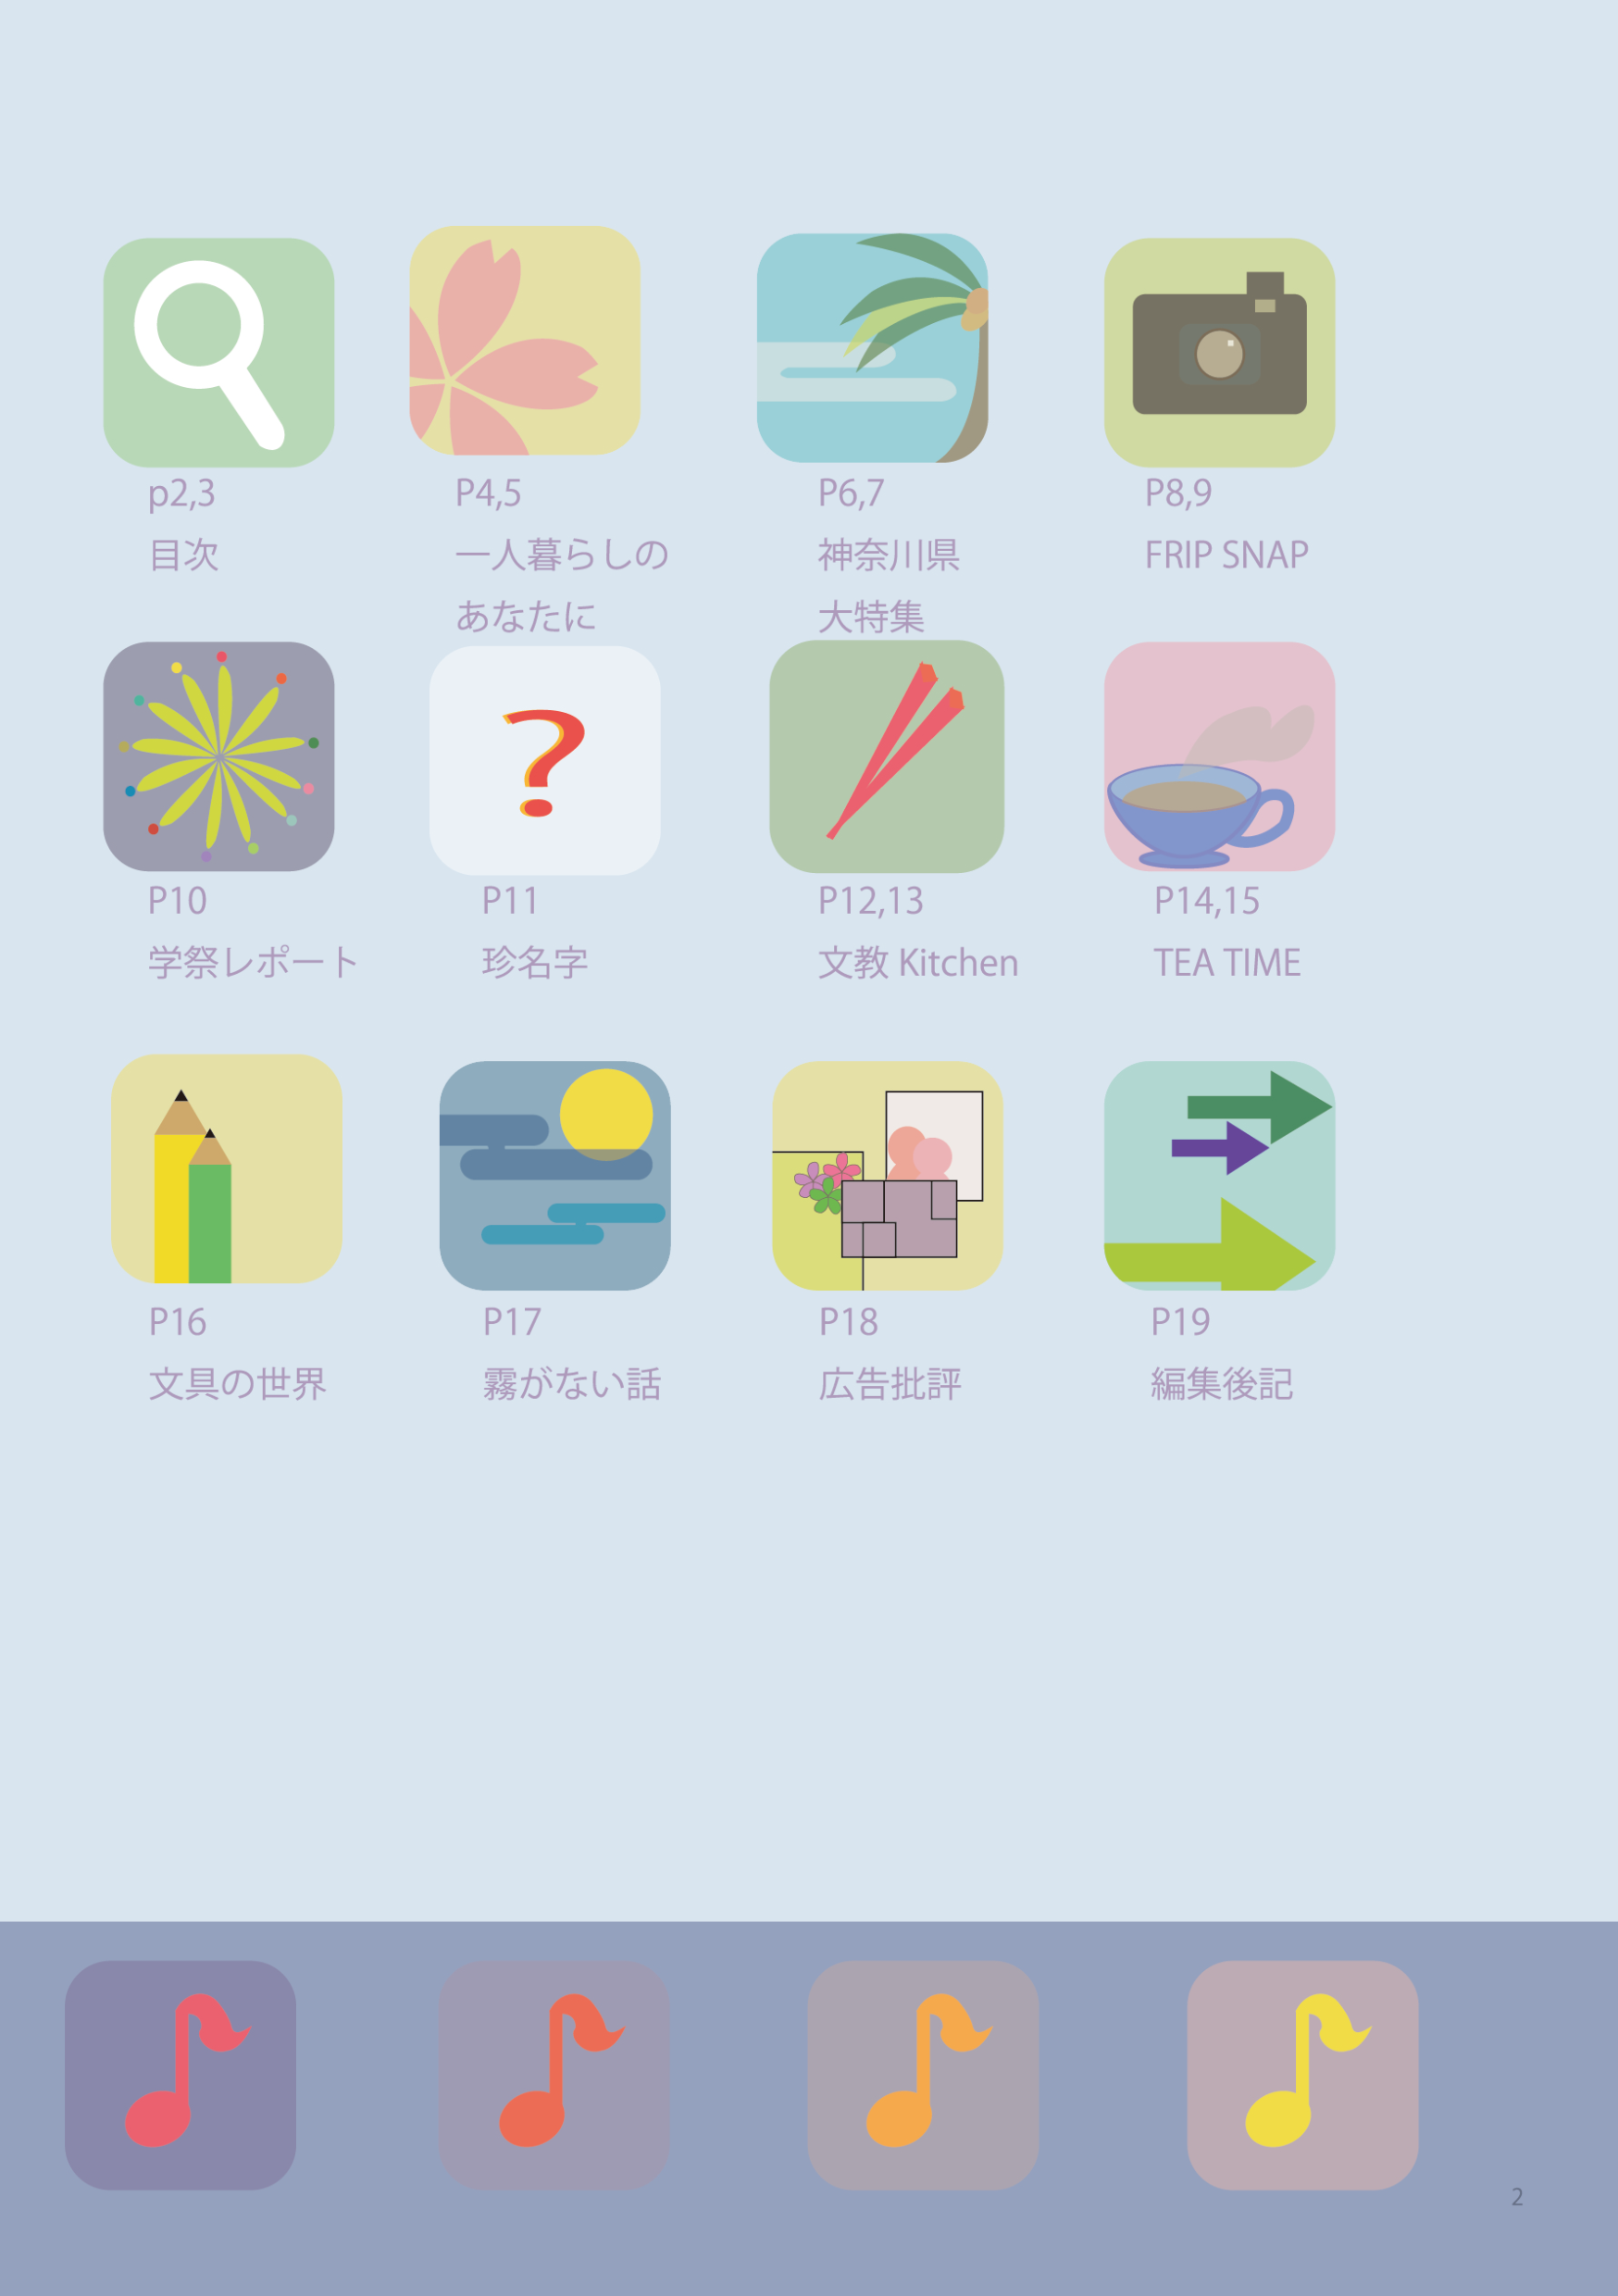 p2,3
目次
P4,5
一人暮らしの
あなたに
P6,7
神奈川県
大特集
P8,9
FRIP SNAP
P10
学祭レポート
?
P11
珍名字
P12,13
文教 Kitchen
P14,15
TEA TIME
P16
文具の世界
P17
霧がない話
P18
広告批評
P19
編集後記
2